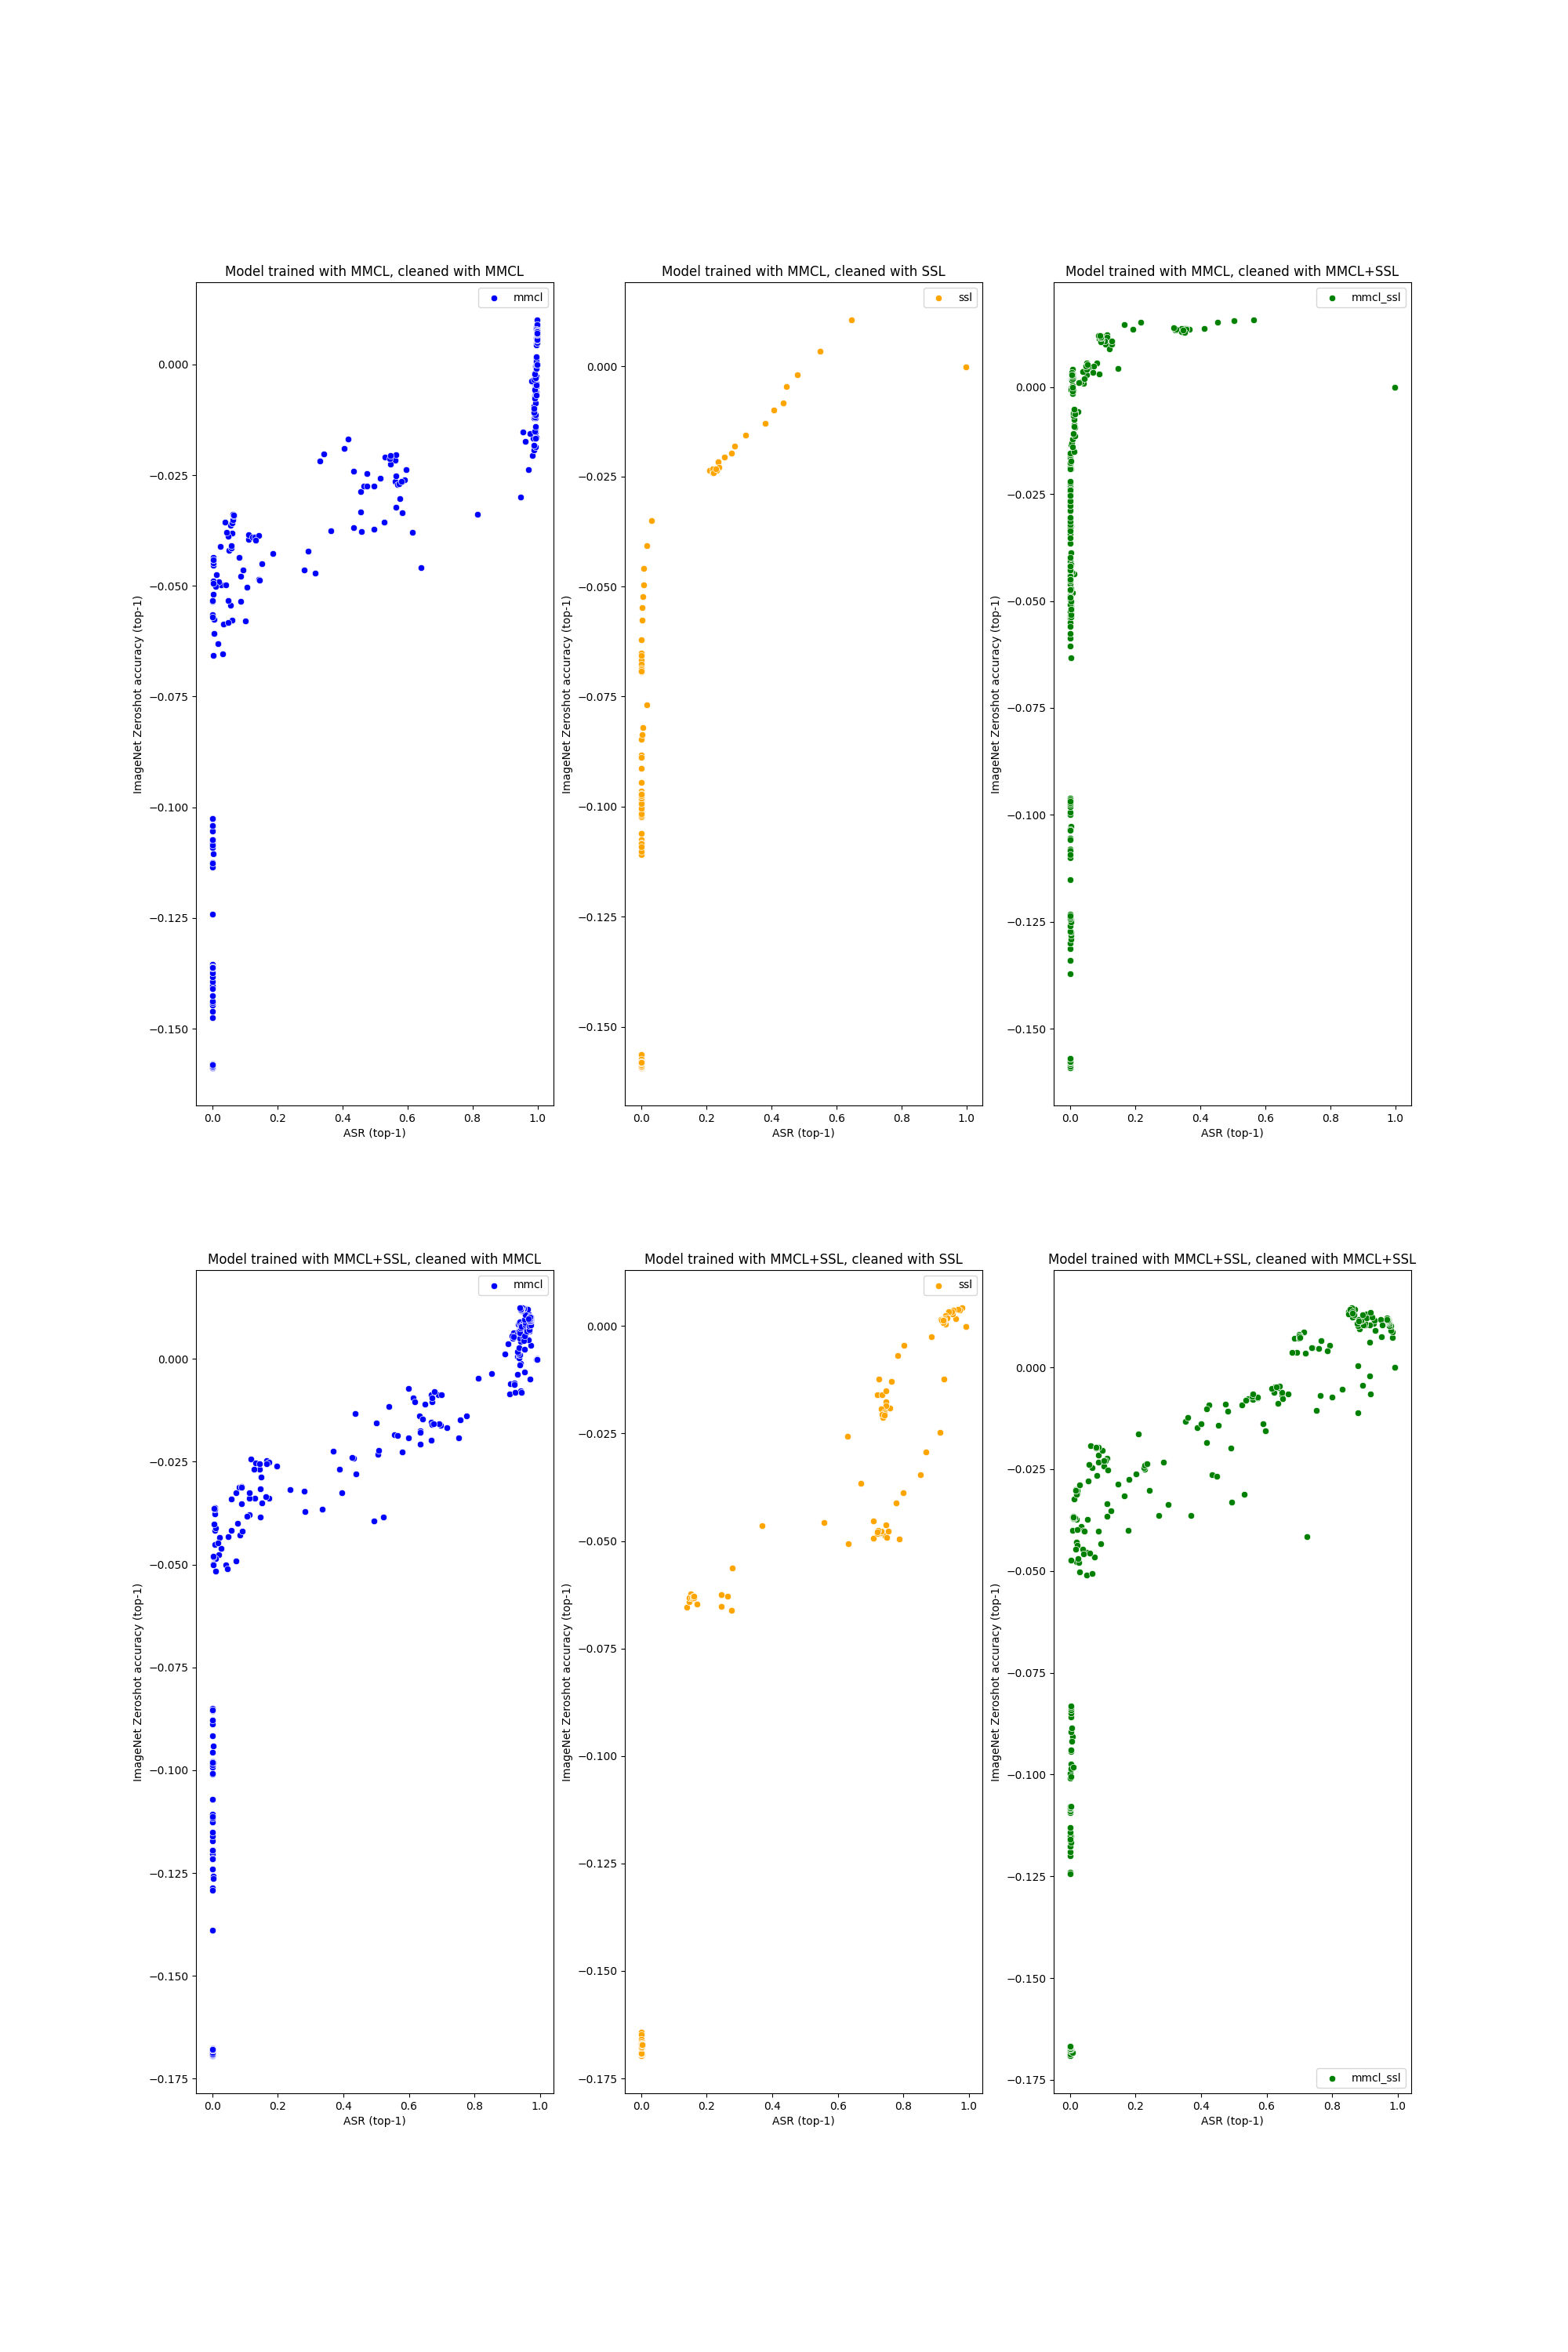 Model trained with MMCL, cleaned with MMCL
mmcl
0.000
−0.025
−0.050
−0.075
−0.100
−0.125
−0.150
ImageNet Zeroshot accuracy (top-1)
0.0 0.2 0.4 0.6 0.8 1.0
ASR (top-1)
Model trained with MMCL, cleaned with SSL
ssl
0.000
−0.025
−0.050
−0.075
−0.100
−0.125
−0.150
ImageNet Zeroshot accuracy (top-1)
0.0 0.2 0.4 0.6 0.8 1.0
ASR (top-1)
Model trained with MMCL, cleaned with MMCL+SSL
mmcl_ssl
0.000
−0.025
−0.050
−0.075
−0.100
−0.125
−0.150
ImageNet Zeroshot accuracy (top-1)
0.0 0.2 0.4 0.6 0.8 1.0
ASR (top-1)
Model trained with MMCL+SSL, cleaned with MMCL
mmcl
0.000
−0.025
−0.050
−0.075
−0.100
−0.125
−0.150
−0.175
ImageNet Zeroshot accuracy (top-1)
0.0 0.2 0.4 0.6 0.8 1.0
ASR (top-1)
Model trained with MMCL+SSL, cleaned with SSL
ssl
0.000
−0.025
−0.050
−0.075
−0.100
−0.125
−0.150
−0.175
ImageNet Zeroshot accuracy (top-1)
0.0 0.2 0.4 0.6 0.8 1.0
ASR (top-1)
Model trained with MMCL+SSL, cleaned with MMCL+SSL
0.000
−0.025
−0.050
−0.075
−0.100
−0.125
−0.150
−0.175
ImageNet Zeroshot accuracy (top-1)
mmcl_ssl
0.0 0.2 0.4 0.6 0.8 1.0
ASR (top-1)